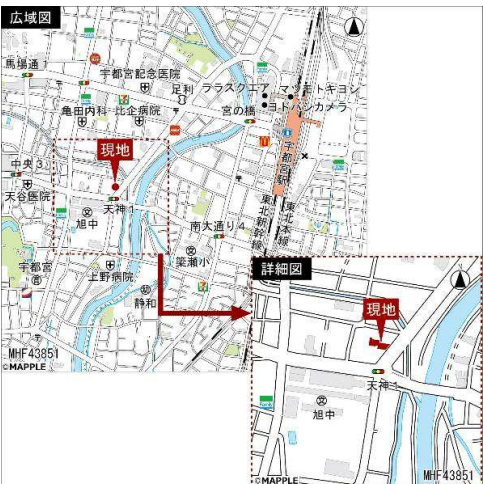 広域図
馬場通1
宇都宮記念医院
足利
ララスクエア
マツモトキヨシ
ヨドバシカメラ
亀田内科
比企病院
宮の橋
現地
宇都宮駅
中央3
天谷医院
天神1
旭中
南大通り4
東北新幹線
東北本線
簗瀬小
宇都宮
上野病院
静和
MHF43851
©MAPPLE
詳細図
現地
天神1
旭中
©MAPPLE
MHF43851